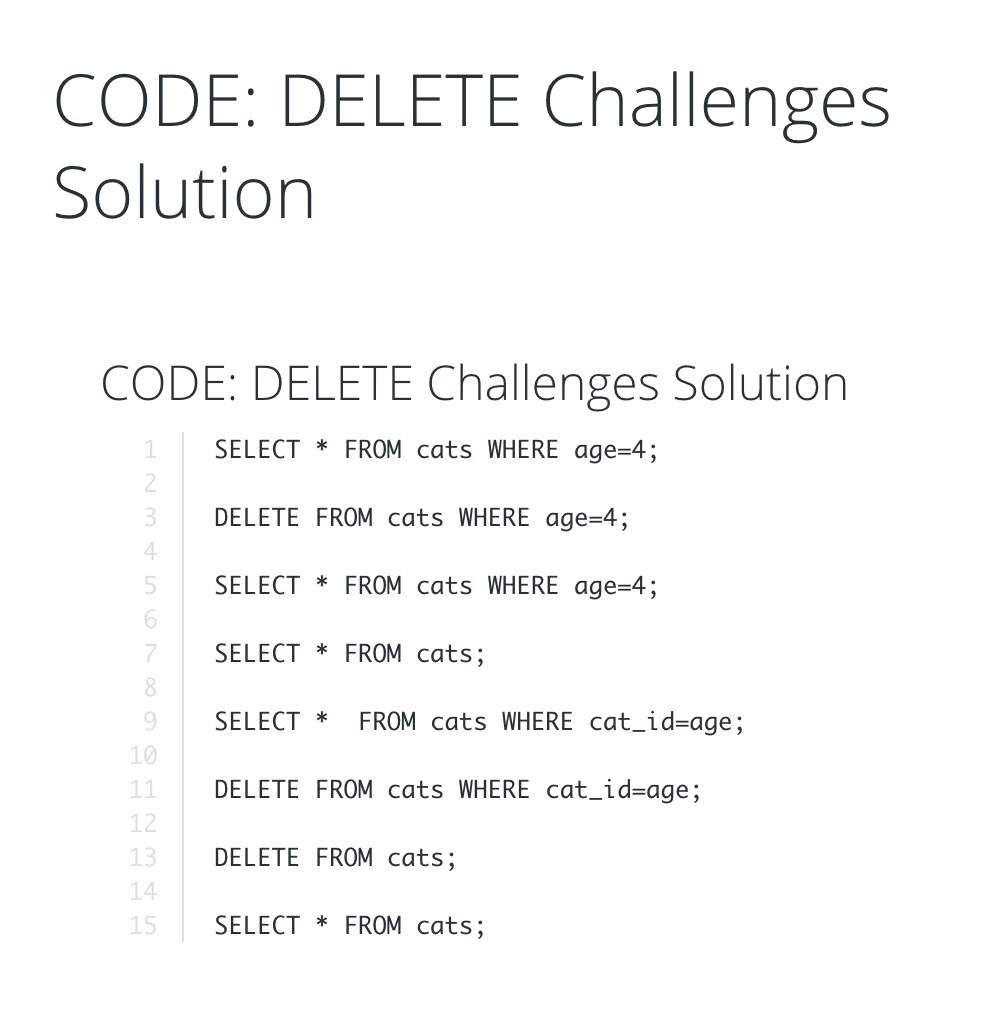 CODE: DELETE Challenges
Solution
CODE: DELETE Challenges Solution
1 SELECT * FROM cats WHERE age=4;
2
3 DELETE FROM cats WHERE age=4;
4
5 SELECT * FROM cats WHERE age=4;
6
7 SELECT * FROM cats;
8
9 SELECT *  FROM cats WHERE cat_id=age;
10
11 DELETE FROM cats WHERE cat_id=age;
12
13 DELETE FROM cats;
14
15 SELECT * FROM cats;